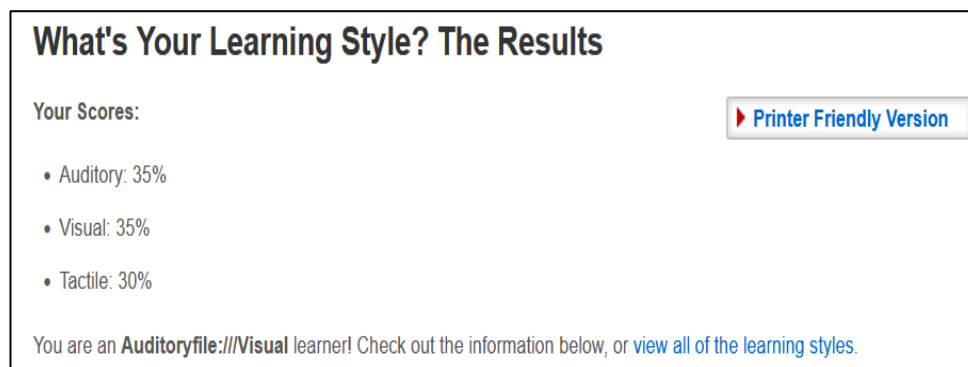 What's Your Learning Style? The Results
Your Scores:
Printer Friendly Version
• Auditory: 35%
• Visual: 35%
• Tactile: 30%
You are an Auditoryfile:///Visual learner! Check out the information below, or view all of the learning styles.